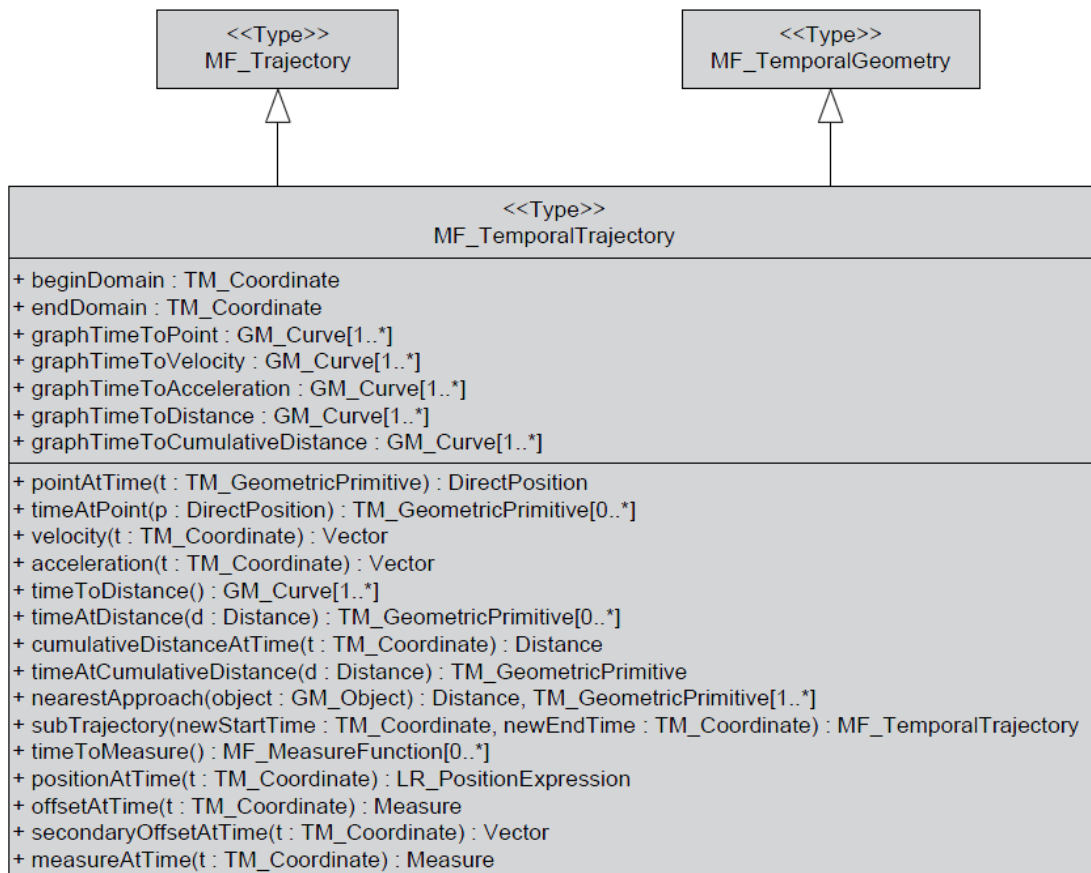 <<Type>>
MF_Trajectory
<<Type>>
MF_TemporalGeometry
<<Type>>
MF_TemporalTrajectory
+ beginDomain : TM_Coordinate
+ endDomain : TM_Coordinate
+ graphTimeToPoint : GM_Curve[1..*]
+ graphTimeToVelocity : GM_Curve[1..*]
+ graphTimeToAcceleration : GM_Curve[1..*]
+ graphTimeToDistance : GM_Curve[1..*]
+ graphTimeToCumulativeDistance : GM_Curve[1..*]
+ pointAtTime(t : TM_GeometricPrimitive) : DirectPosition
+ timeAtPoint(p : DirectPosition) : TM_GeometricPrimitive[0..*]
+ velocity(t : TM_Coordinate) : Vector
+ acceleration(t : TM_Coordinate) : Vector
+ timeToDistance() : GM_Curve[1..*]
+ timeAtDistance(d : Distance) : TM_GeometricPrimitive[0..*]
+ cumulativeDistanceAtTime(t : TM_Coordinate) : Distance
+ timeAtCumulativeDistance(d : Distance) : TM_GeometricPrimitive
+ nearestApproach(object : GM_Object) : Distance, TM_GeometricPrimitive[1..*]
+ subTrajectory(newStartTime : TM_Coordinate, newEndTime : TM_Coordinate) : MF_TemporalTrajectory
+ timeToMeasure() : MF_MeasureFunction[0..*]
+ positionAtTime(t : TM_Coordinate) : LR_PositionExpression
+ offsetAtTime(t : TM_Coordinate) : Measure
+ secondaryOffsetAtTime(t : TM_Coordinate) : Vector
+ measureAtTime(t : TM_Coordinate) : Measure